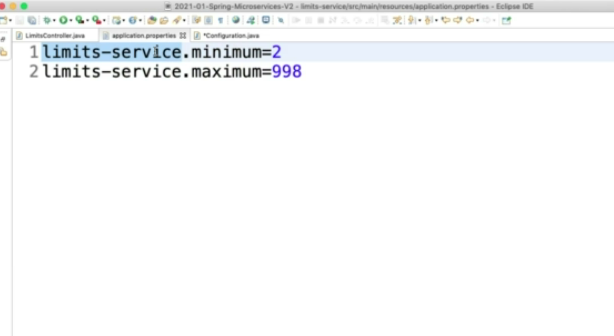 2021-01-Spring-Microservices-V2 - limits-service/src/main/resources/application.properties - Eclipse IDE
LimitsController.java application.properties *Configuration.java
1 limits-service.minimum=2
2 limits-service.maximum=998